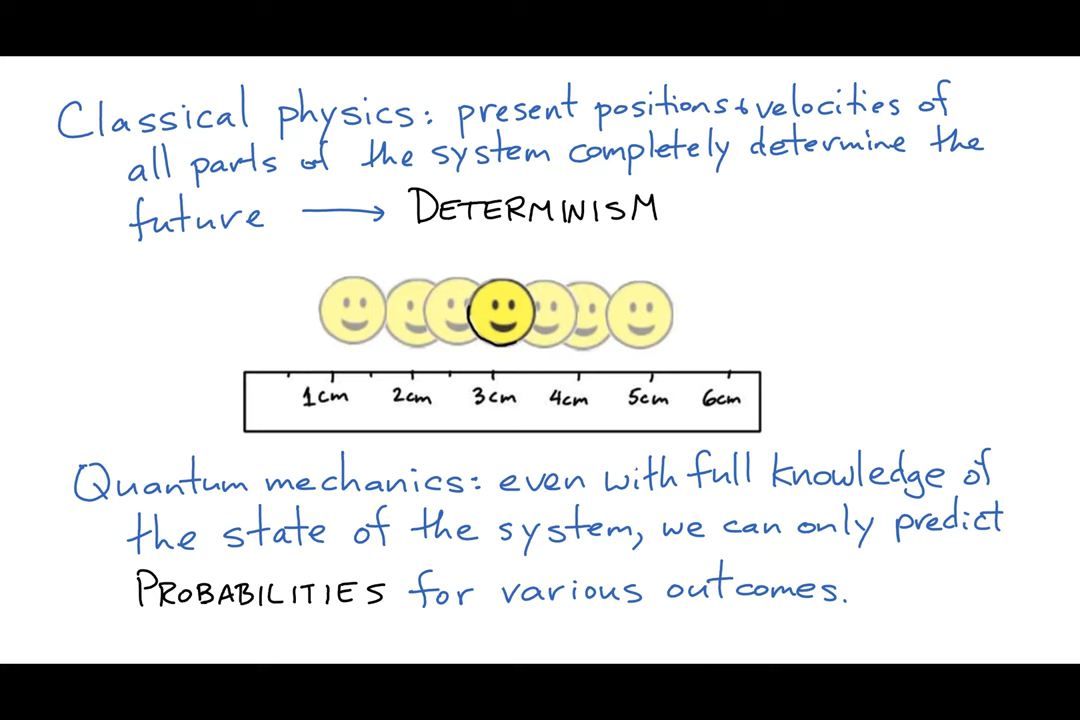 Classical physics: present positions & velocities of
all parts of the system completely determine the
future → DETERMINISM
1cm 2cm 3cm 4cm 5cm 6cm
Quantum mechanics: even with full knowledge of
the state of the system, we can only predict
PROBABILITIES for various outcomes.